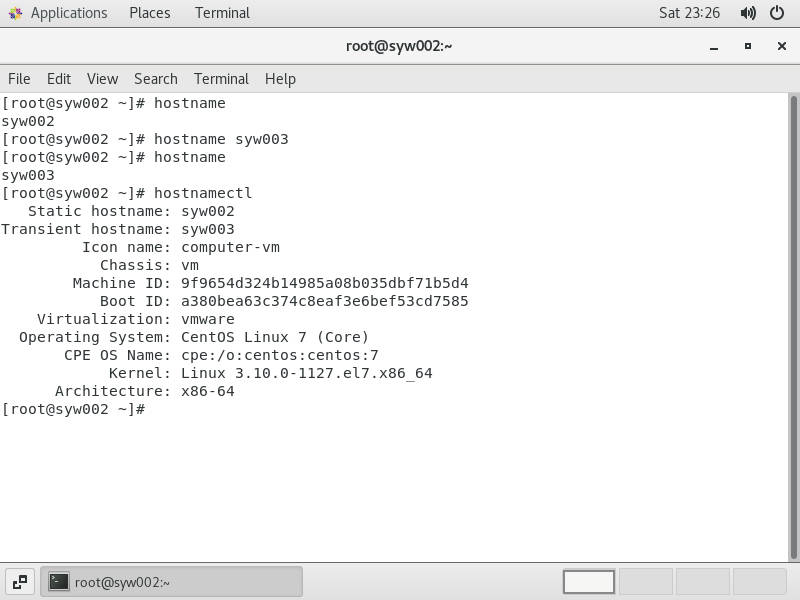 Applications Places Terminal Sat 23:26
root@syw002:~
File Edit View Search Terminal Help
[root@syw002 ~]# hostname
syw002
[root@syw002 ~]# hostname syw003
[root@syw002 ~]# hostname
syw003
[root@syw002 ~]# hostnamectl
   Static hostname: syw002
Transient hostname: syw003
         Icon name: computer-vm
           Chassis: vm
        Machine ID: 9f9654d324b14985a08b035dbf71b5d4
           Boot ID: a380bea63c374c8eaf3e6bef53cd7585
    Virtualization: vmware
  Operating System: CentOS Linux 7 (Core)
       CPE OS Name: cpe:/o:centos:centos:7
            Kernel: Linux 3.10.0-1127.el7.x86_64
      Architecture: x86-64
[root@syw002 ~]#
root@syw002:~